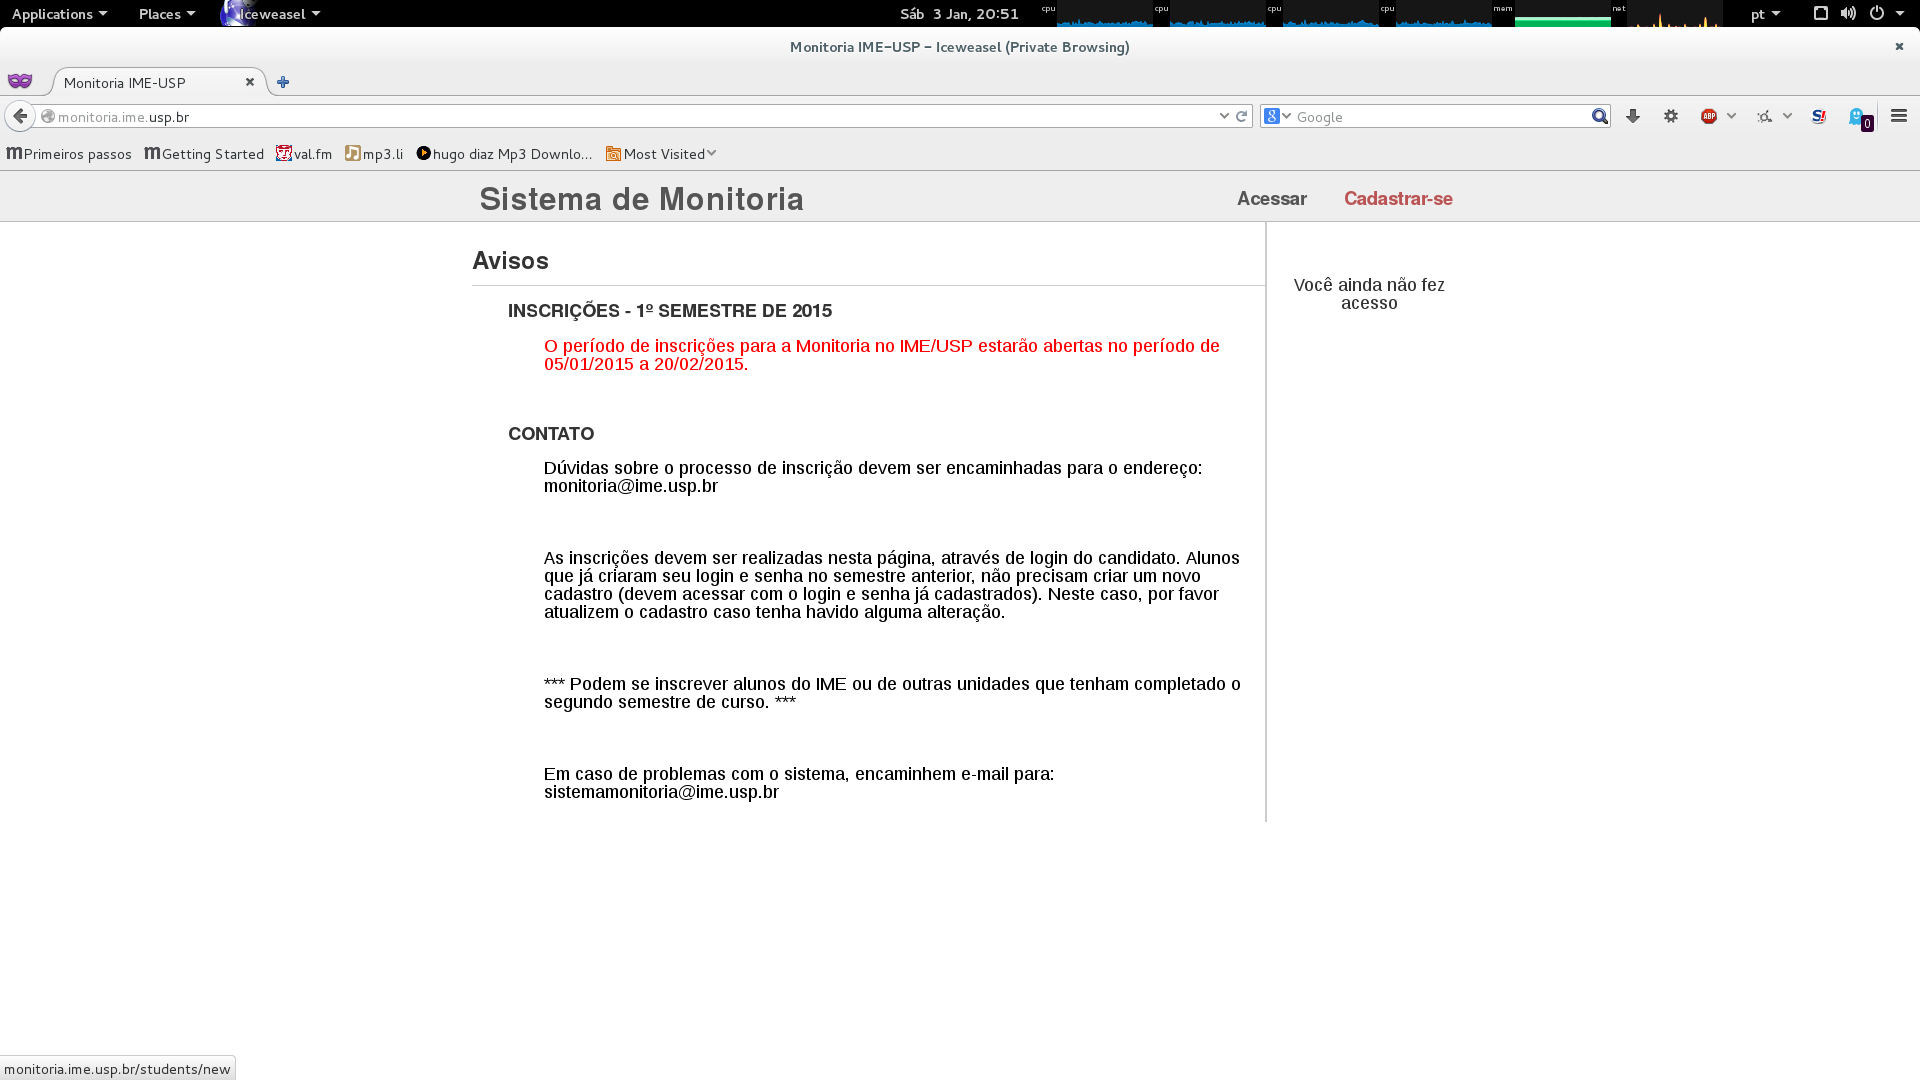 Applications Places Iceweasel Sáb 3 Jan, 20:51 cpu cpu cpu cpu mem net pt
Monitoria IME-USP - Iceweasel (Private Browsing)
Monitoria IME-USP
monitoria.ime.usp.br Google ABP S! 0
Primeiros passos Getting Started val.fm mp3.li hugo diaz Mp3 Downlo... Most Visited
Sistema de Monitoria Acessar Cadastrar-se
Avisos
Você ainda não fez
acesso
INSCRIÇÕES - 1º SEMESTRE DE 2015
O período de inscrições para a Monitoria no IME/USP estarão abertas no período de
05/01/2015 a 20/02/2015.
CONTATO
Dúvidas sobre o processo de inscrição devem ser encaminhadas para o endereço:
monitoria@ime.usp.br
As inscrições devem ser realizadas nesta página, através de login do candidato. Alunos
que já criaram seu login e senha no semestre anterior, não precisam criar um novo
cadastro (devem acessar com o login e senha já cadastrados). Neste caso, por favor
atualizem o cadastro caso tenha havido alguma alteração.
*** Podem se inscrever alunos do IME ou de outras unidades que tenham completado o
segundo semestre de curso. ***
Em caso de problemas com o sistema, encaminhem e-mail para:
sistemamonitoria@ime.usp.br
monitoria.ime.usp.br/students/new